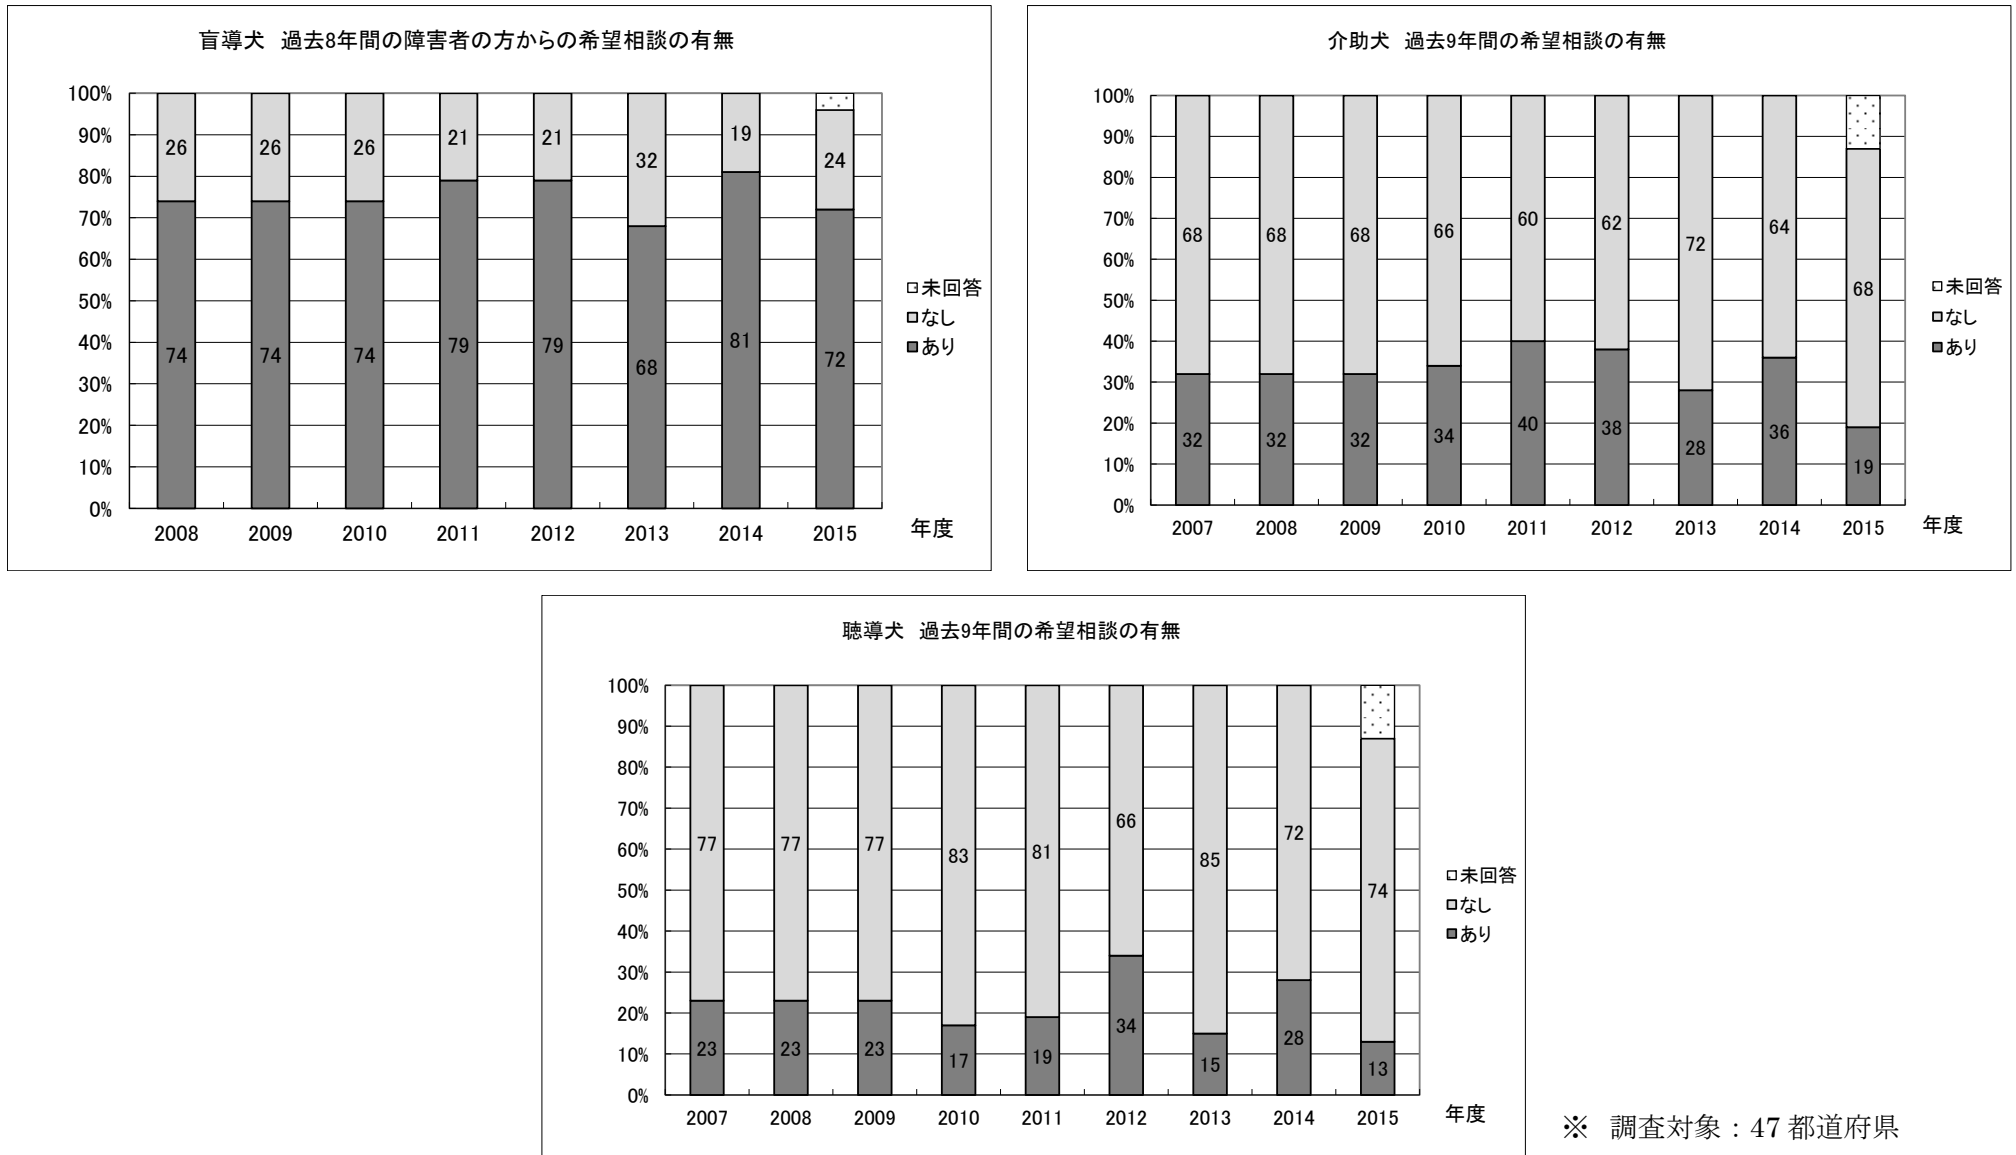 盲導犬 過去8年間の障害者の方からの希望相談の有無
100%
90%
80%
70%
60%
50%
40%
30%
20%
10%
0%
26 26 26 21 21 32 19 24
74 74 74 79 79 68 81 72
2008 2009 2010 2011 2012 2013 2014 2015 年度
未回答
なし
あり
介助犬 過去9年間の希望相談の有無
100%
90%
80%
70%
60%
50%
40%
30%
20%
10%
0%
68 68 68 66 60 62 72 64 68
32 32 32 34 40 38 28 36 19
2007 2008 2009 2010 2011 2012 2013 2014 2015 年度
未回答
なし
あり
聴導犬 過去9年間の希望相談の有無
100%
90%
80%
70%
60%
50%
40%
30%
20%
10%
0%
77 77 77 83 81 66 85 72 74
23 23 23 17 19 34 15 28 13
2007 2008 2009 2010 2011 2012 2013 2014 2015 年度
未回答
なし
あり
※ 調査対象：47 都道府県